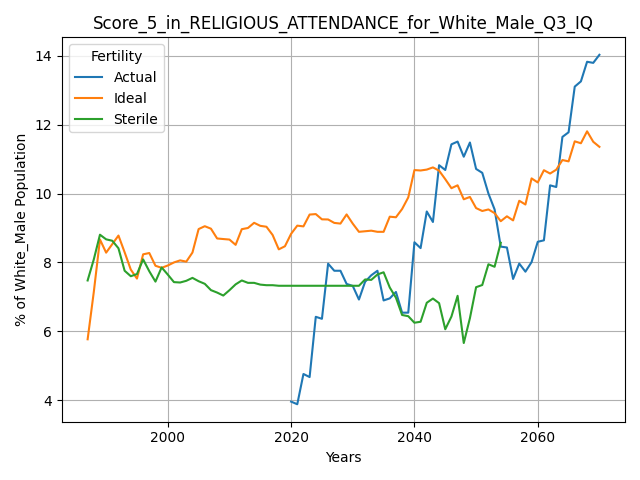 Score_5_in_RELIGIOUS_ATTENDANCE_for_White_Male_Q3_IQ
Fertility
Actual
Ideal
Sterile
% of White_Male Population
14
12
10
8
6
4
2000
2020
2040
2060
Years